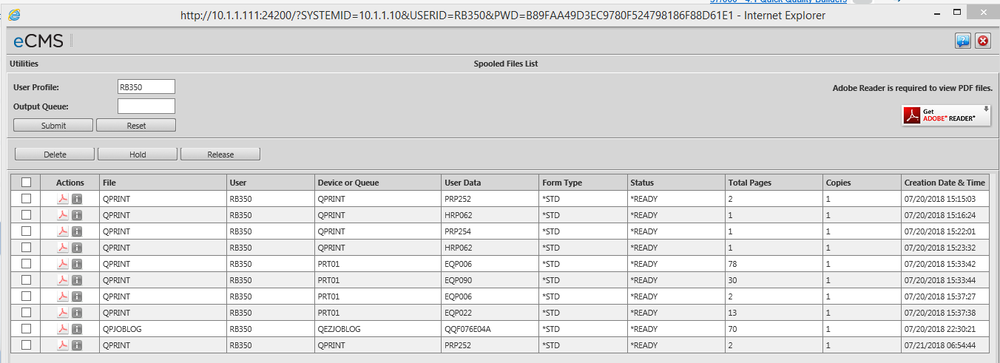 57/000 - 4.1 Quick Quality Builders
http://10.1.1.111:24200/?SYSTEMID=10.1.1.10&USERID=RB350&PWD=B89FAA49D3EC9780F524798186F88D61E1 - Internet Explorer
eCMS
Utilities Spooled Files List
User Profile: RB350 Adobe Reader is required to view PDF files.
Output Queue:
Get
ADOBE® READER®
Submit Reset
Delete Hold Release
Actions File User Device or Queue User Data Form Type Status Total Pages Copies Creation Date & Time
QPRINT RB350 QPRINT PRP252 *STD *READY 2 1 07/20/2018 15:15:03
QPRINT RB350 QPRINT HRP062 *STD *READY 1 1 07/20/2018 15:16:24
QPRINT RB350 QPRINT PRP254 *STD *READY 1 1 07/20/2018 15:22:01
QPRINT RB350 QPRINT HRP062 *STD *READY 1 1 07/20/2018 15:23:32
QPRINT RB350 PRT01 EQP006 *STD *READY 78 1 07/20/2018 15:33:42
QPRINT RB350 PRT01 EQP090 *STD *READY 30 1 07/20/2018 15:33:44
QPRINT RB350 PRT01 EQP006 *STD *READY 2 1 07/20/2018 15:37:27
QPRINT RB350 PRT01 EQP022 *STD *READY 13 1 07/20/2018 15:37:38
QPJOBLOG RB350 QEZJOBLOG QQF076E04A *STD *READY 70 1 07/20/2018 22:30:21
QPRINT RB350 QPRINT PRP252 *STD *READY 2 1 07/21/2018 06:54:44